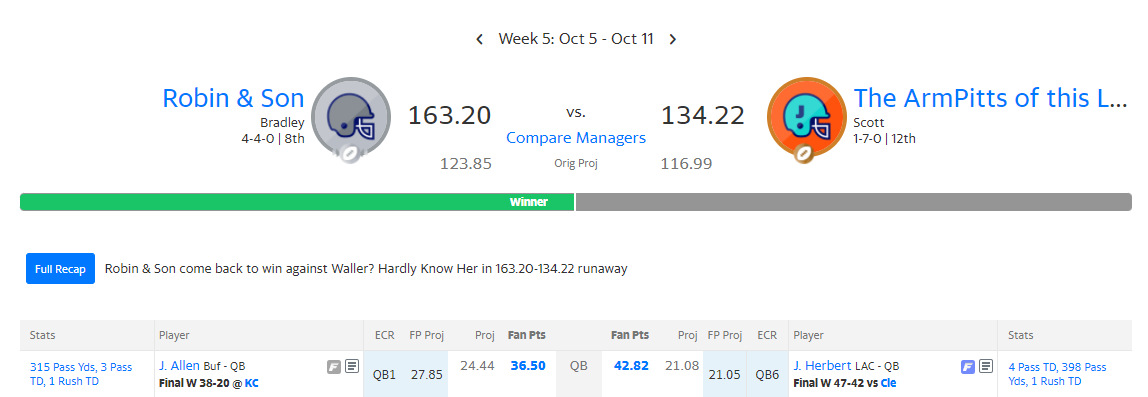 Week 5: Oct 5 - Oct 11
Robin & Son
Bradley
4-4-0 | 8th
163.20
vs.
134.22
Compare Managers
123.85
Orig Proj
116.99
J
The ArmPitts of this L...
Scott
1-7-0 | 12th
Winner
Full Recap
Robin & Son come back to win against Waller? Hardly Know Her in 163.20-134.22 runaway
Stats Player ECR FP Proj Proj Fan Pts Fan Pts Proj FP Proj ECR Player Stats
315 Pass Yds, 3 Pass
TD, 1 Rush TD
J. Allen Buf - QB
Final W 38-20 @ KC
QB1 27.85 24.44 36.50 QB 42.82 21.08 21.05 QB6
J. Herbert LAC - QB
Final W 47-42 vs Cle
4 Pass TD, 398 Pass
Yds, 1 Rush TD